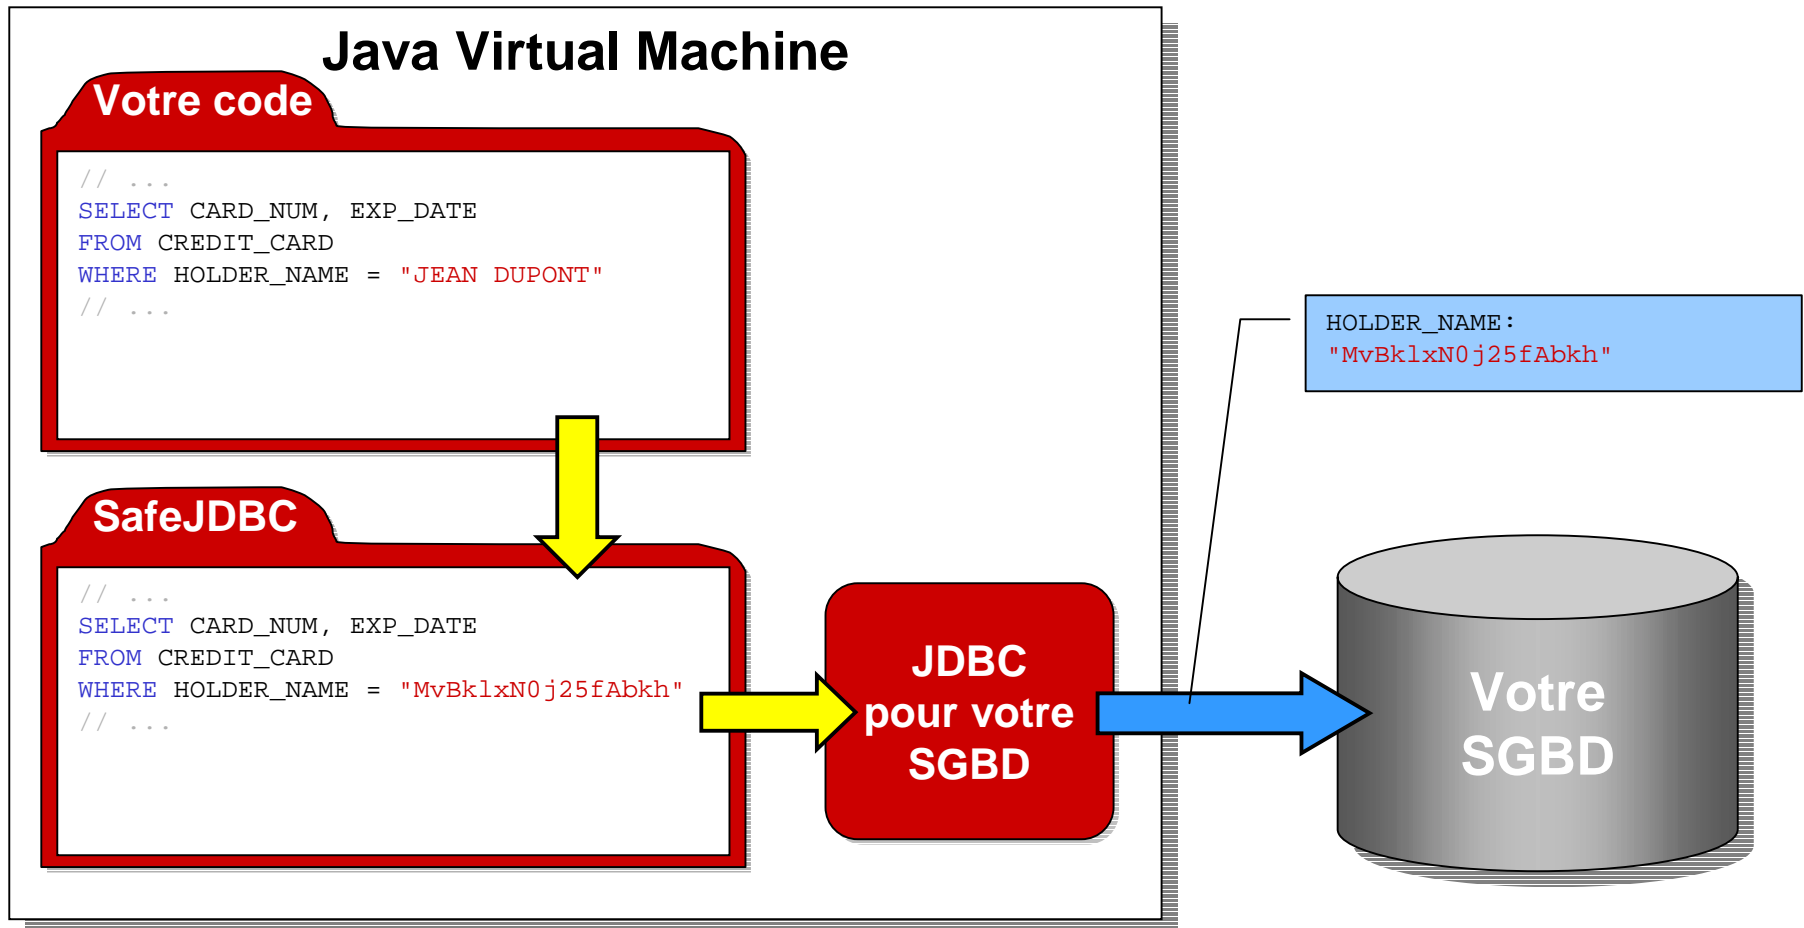 Java Virtual Machine
Votre code
// ...
SELECT CARD_NUM, EXP_DATE
FROM CREDIT_CARD
WHERE HOLDER_NAME = "JEAN DUPONT"
// ...
SafeJDBC
// ...
SELECT CARD_NUM, EXP_DATE
FROM CREDIT_CARD
WHERE HOLDER_NAME = "MvBklxN0j25fAbkh"
// ...
JDBC
pour votre
SGBD
HOLDER_NAME:
"MvBklxN0j25fAbkh"
Votre
SGBD